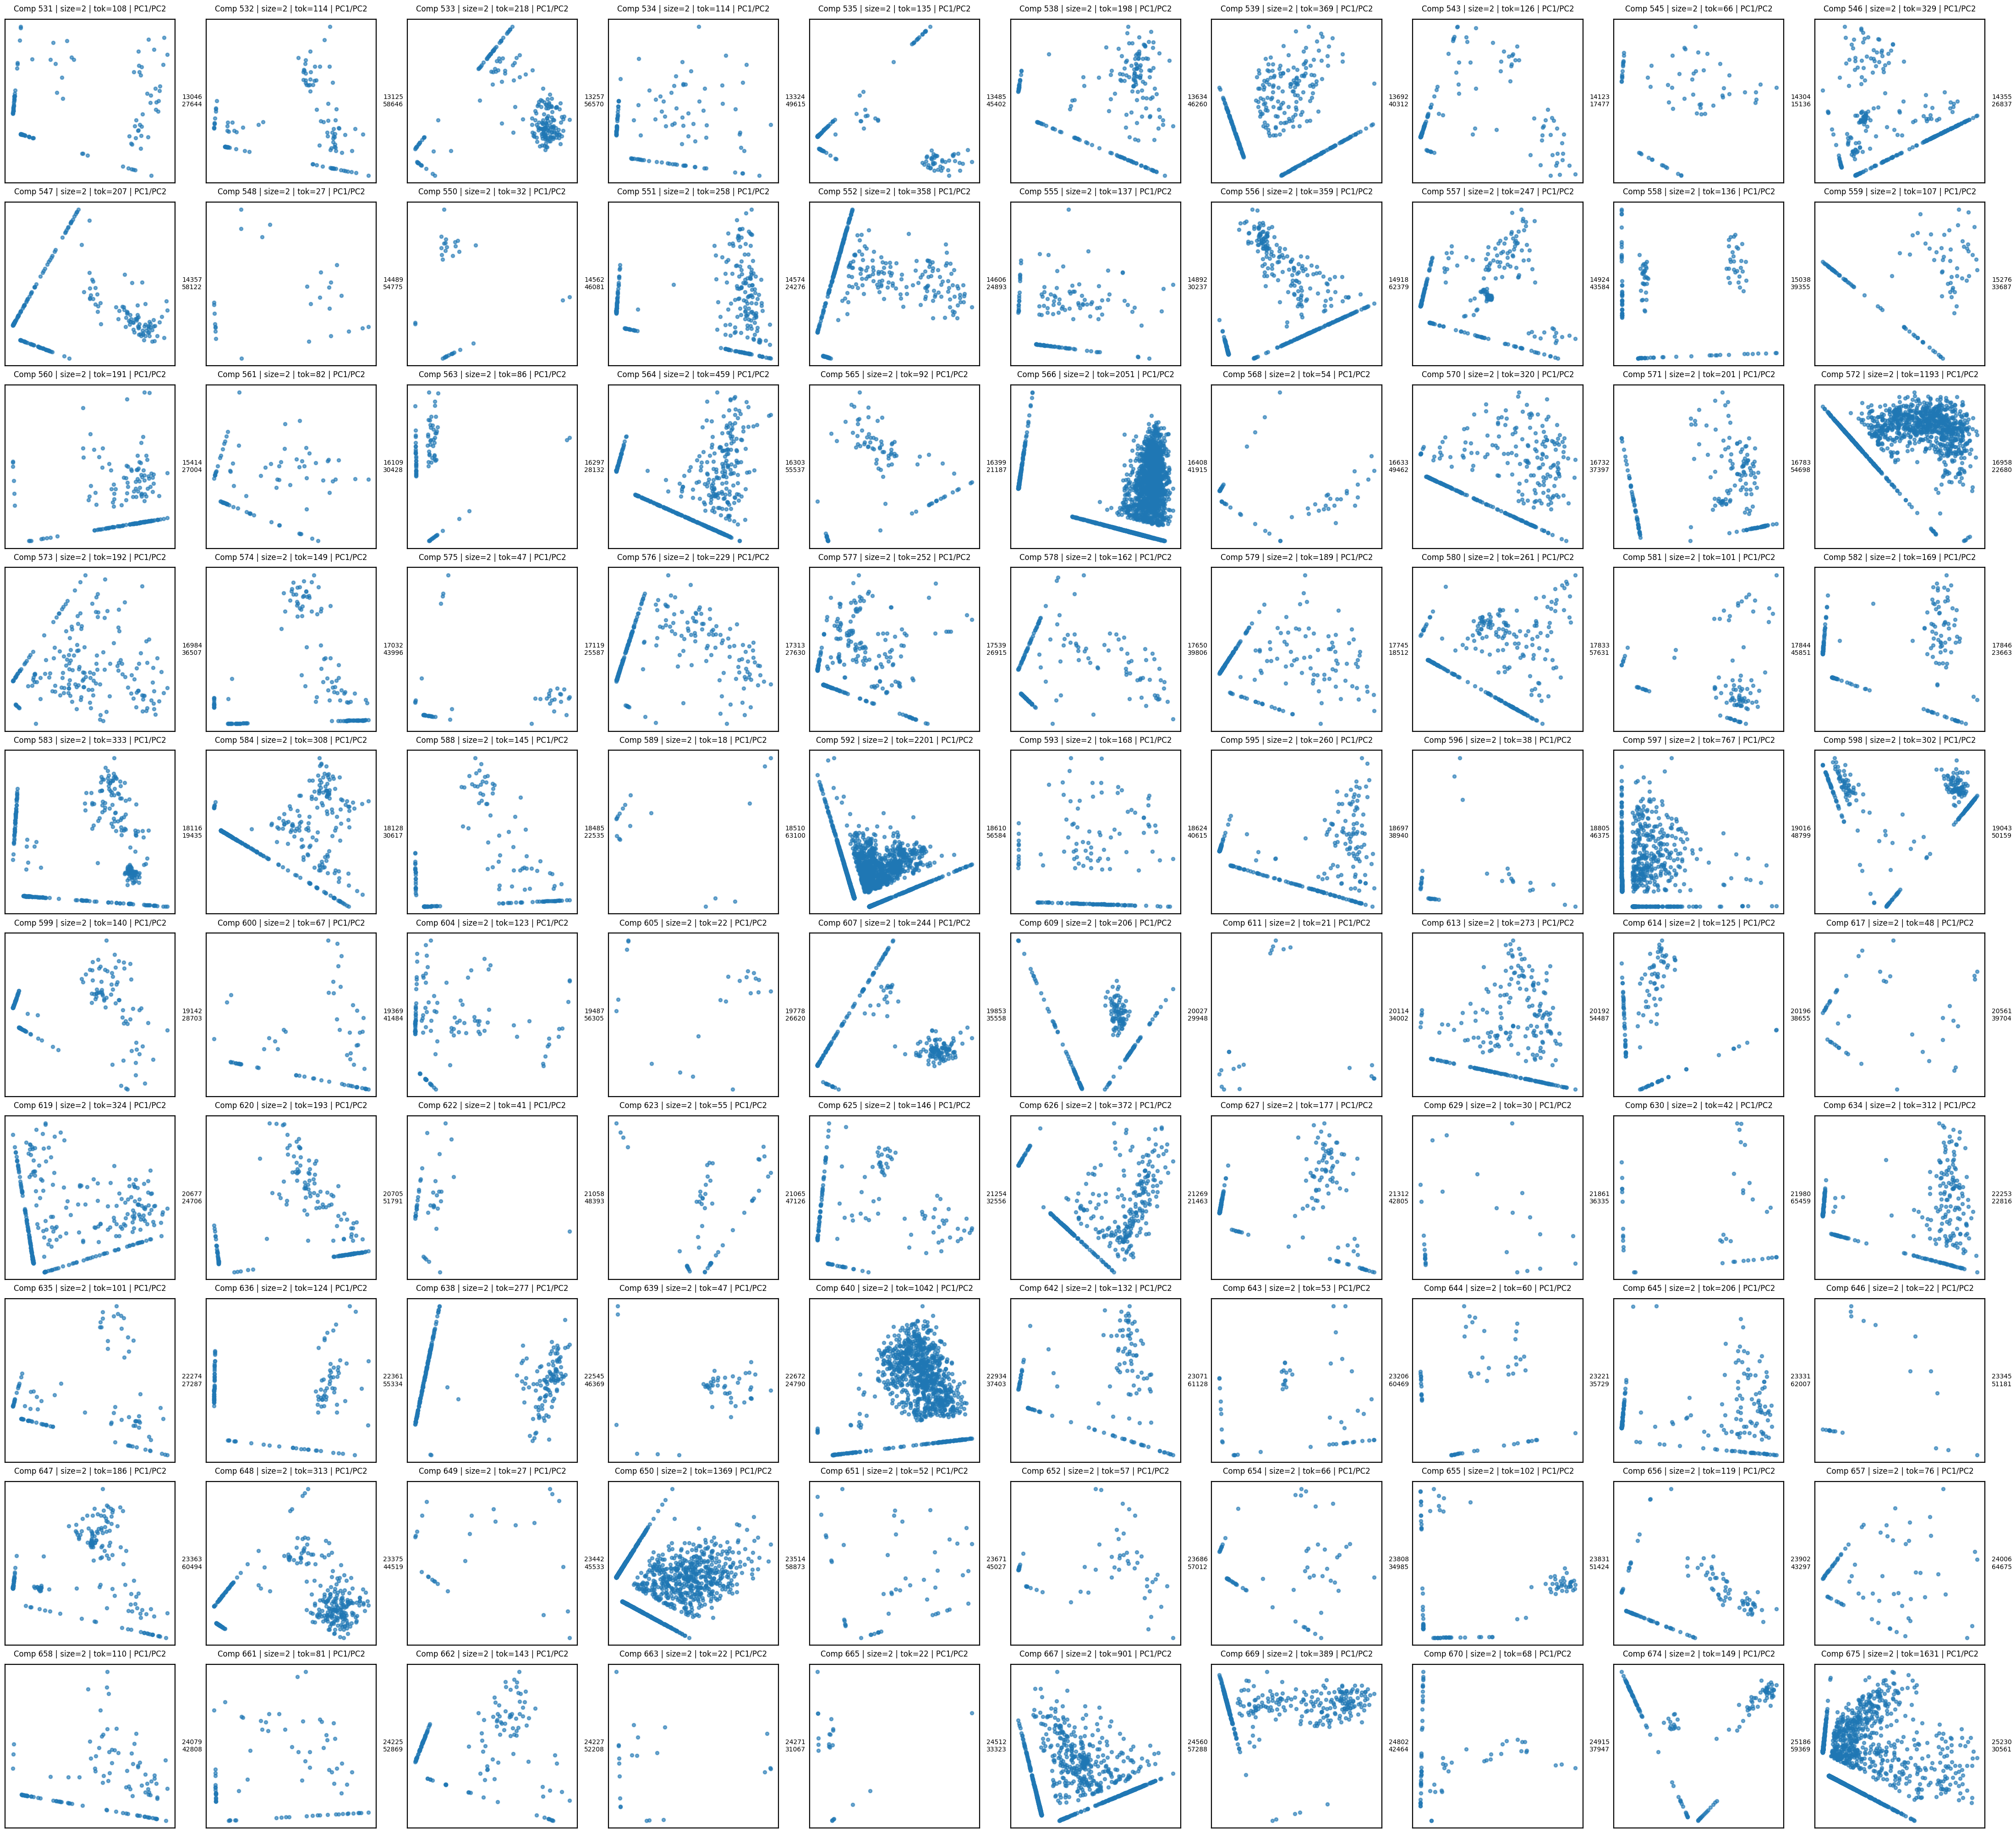 Comp 531 | size=2 | tok=108 | PC1/PC2
Comp 532 | size=2 | tok=114 | PC1/PC2
Comp 533 | size=2 | tok=218 | PC1/PC2
Comp 534 | size=2 | tok=114 | PC1/PC2
Comp 535 | size=2 | tok=135 | PC1/PC2
Comp 538 | size=2 | tok=198 | PC1/PC2
Comp 539 | size=2 | tok=369 | PC1/PC2
Comp 543 | size=2 | tok=126 | PC1/PC2
Comp 545 | size=2 | tok=66 | PC1/PC2
Comp 546 | size=2 | tok=329 | PC1/PC2
13046
27644
13125
58646
13257
56570
13324
49615
13485
45402
13634
46260
13692
40312
14123
17477
14304
15136
14355
26837
Comp 547 | size=2 | tok=207 | PC1/PC2
Comp 548 | size=2 | tok=27 | PC1/PC2
Comp 550 | size=2 | tok=32 | PC1/PC2
Comp 551 | size=2 | tok=258 | PC1/PC2
Comp 552 | size=2 | tok=358 | PC1/PC2
Comp 555 | size=2 | tok=137 | PC1/PC2
Comp 556 | size=2 | tok=359 | PC1/PC2
Comp 557 | size=2 | tok=247 | PC1/PC2
Comp 558 | size=2 | tok=136 | PC1/PC2
Comp 559 | size=2 | tok=107 | PC1/PC2
14357
58122
14489
54775
14562
46081
14574
24276
14606
24893
14892
30237
14918
62379
14924
43584
15038
39355
15276
33687
Comp 560 | size=2 | tok=191 | PC1/PC2
Comp 561 | size=2 | tok=82 | PC1/PC2
Comp 563 | size=2 | tok=86 | PC1/PC2
Comp 564 | size=2 | tok=459 | PC1/PC2
Comp 565 | size=2 | tok=92 | PC1/PC2
Comp 566 | size=2 | tok=2051 | PC1/PC2
Comp 568 | size=2 | tok=54 | PC1/PC2
Comp 570 | size=2 | tok=320 | PC1/PC2
Comp 571 | size=2 | tok=201 | PC1/PC2
Comp 572 | size=2 | tok=1193 | PC1/PC2
15414
27004
16109
30428
16297
28132
16303
55537
16399
21187
16408
41915
16633
49462
16732
37397
16783
54698
16958
22680
Comp 573 | size=2 | tok=192 | PC1/PC2
Comp 574 | size=2 | tok=149 | PC1/PC2
Comp 575 | size=2 | tok=47 | PC1/PC2
Comp 576 | size=2 | tok=229 | PC1/PC2
Comp 577 | size=2 | tok=252 | PC1/PC2
Comp 578 | size=2 | tok=162 | PC1/PC2
Comp 579 | size=2 | tok=189 | PC1/PC2
Comp 580 | size=2 | tok=261 | PC1/PC2
Comp 581 | size=2 | tok=101 | PC1/PC2
Comp 582 | size=2 | tok=169 | PC1/PC2
16984
36507
17032
43996
17119
25587
17313
27630
17539
26915
17650
39806
17745
18512
17833
57631
17844
45851
17846
23663
Comp 583 | size=2 | tok=333 | PC1/PC2
Comp 584 | size=2 | tok=308 | PC1/PC2
Comp 588 | size=2 | tok=145 | PC1/PC2
Comp 589 | size=2 | tok=18 | PC1/PC2
Comp 592 | size=2 | tok=2201 | PC1/PC2
Comp 593 | size=2 | tok=168 | PC1/PC2
Comp 595 | size=2 | tok=260 | PC1/PC2
Comp 596 | size=2 | tok=38 | PC1/PC2
Comp 597 | size=2 | tok=767 | PC1/PC2
Comp 598 | size=2 | tok=302 | PC1/PC2
18116
19435
18128
30617
18485
22535
18510
63100
18610
56584
18624
40615
18697
38940
18805
46375
19016
48799
19043
50159
Comp 599 | size=2 | tok=140 | PC1/PC2
Comp 600 | size=2 | tok=67 | PC1/PC2
Comp 604 | size=2 | tok=123 | PC1/PC2
Comp 605 | size=2 | tok=22 | PC1/PC2
Comp 607 | size=2 | tok=244 | PC1/PC2
Comp 609 | size=2 | tok=206 | PC1/PC2
Comp 611 | size=2 | tok=21 | PC1/PC2
Comp 613 | size=2 | tok=273 | PC1/PC2
Comp 614 | size=2 | tok=125 | PC1/PC2
Comp 617 | size=2 | tok=48 | PC1/PC2
19142
28703
19369
41484
19487
56305
19778
26620
19853
35558
20027
29948
20114
34002
20192
54487
20196
38655
20561
39704
Comp 619 | size=2 | tok=324 | PC1/PC2
Comp 620 | size=2 | tok=193 | PC1/PC2
Comp 622 | size=2 | tok=41 | PC1/PC2
Comp 623 | size=2 | tok=55 | PC1/PC2
Comp 625 | size=2 | tok=146 | PC1/PC2
Comp 626 | size=2 | tok=372 | PC1/PC2
Comp 627 | size=2 | tok=177 | PC1/PC2
Comp 629 | size=2 | tok=30 | PC1/PC2
Comp 630 | size=2 | tok=42 | PC1/PC2
Comp 634 | size=2 | tok=312 | PC1/PC2
20677
24706
20705
51791
21058
48393
21065
47126
21254
32556
21269
21463
21312
42805
21861
36335
21980
65459
22253
22816
Comp 635 | size=2 | tok=101 | PC1/PC2
Comp 636 | size=2 | tok=124 | PC1/PC2
Comp 638 | size=2 | tok=277 | PC1/PC2
Comp 639 | size=2 | tok=47 | PC1/PC2
Comp 640 | size=2 | tok=1042 | PC1/PC2
Comp 642 | size=2 | tok=132 | PC1/PC2
Comp 643 | size=2 | tok=53 | PC1/PC2
Comp 644 | size=2 | tok=60 | PC1/PC2
Comp 645 | size=2 | tok=206 | PC1/PC2
Comp 646 | size=2 | tok=22 | PC1/PC2
22274
27287
22361
55334
22545
46369
22672
24790
22934
37403
23071
61128
23206
60469
23221
35729
23331
62007
23345
51181
Comp 647 | size=2 | tok=186 | PC1/PC2
Comp 648 | size=2 | tok=313 | PC1/PC2
Comp 649 | size=2 | tok=27 | PC1/PC2
Comp 650 | size=2 | tok=1369 | PC1/PC2
Comp 651 | size=2 | tok=52 | PC1/PC2
Comp 652 | size=2 | tok=57 | PC1/PC2
Comp 654 | size=2 | tok=66 | PC1/PC2
Comp 655 | size=2 | tok=102 | PC1/PC2
Comp 656 | size=2 | tok=119 | PC1/PC2
Comp 657 | size=2 | tok=76 | PC1/PC2
23363
60494
23375
44519
23442
45533
23514
58873
23671
45027
23686
57012
23808
34985
23831
51424
23902
43297
24006
64675
Comp 658 | size=2 | tok=110 | PC1/PC2
Comp 661 | size=2 | tok=81 | PC1/PC2
Comp 662 | size=2 | tok=143 | PC1/PC2
Comp 663 | size=2 | tok=22 | PC1/PC2
Comp 665 | size=2 | tok=22 | PC1/PC2
Comp 667 | size=2 | tok=901 | PC1/PC2
Comp 669 | size=2 | tok=389 | PC1/PC2
Comp 670 | size=2 | tok=68 | PC1/PC2
Comp 674 | size=2 | tok=149 | PC1/PC2
Comp 675 | size=2 | tok=1631 | PC1/PC2
24079
42808
24225
52869
24227
52208
24271
31067
24512
33323
24560
57288
24802
42464
24915
37947
25186
59369
25230
30561